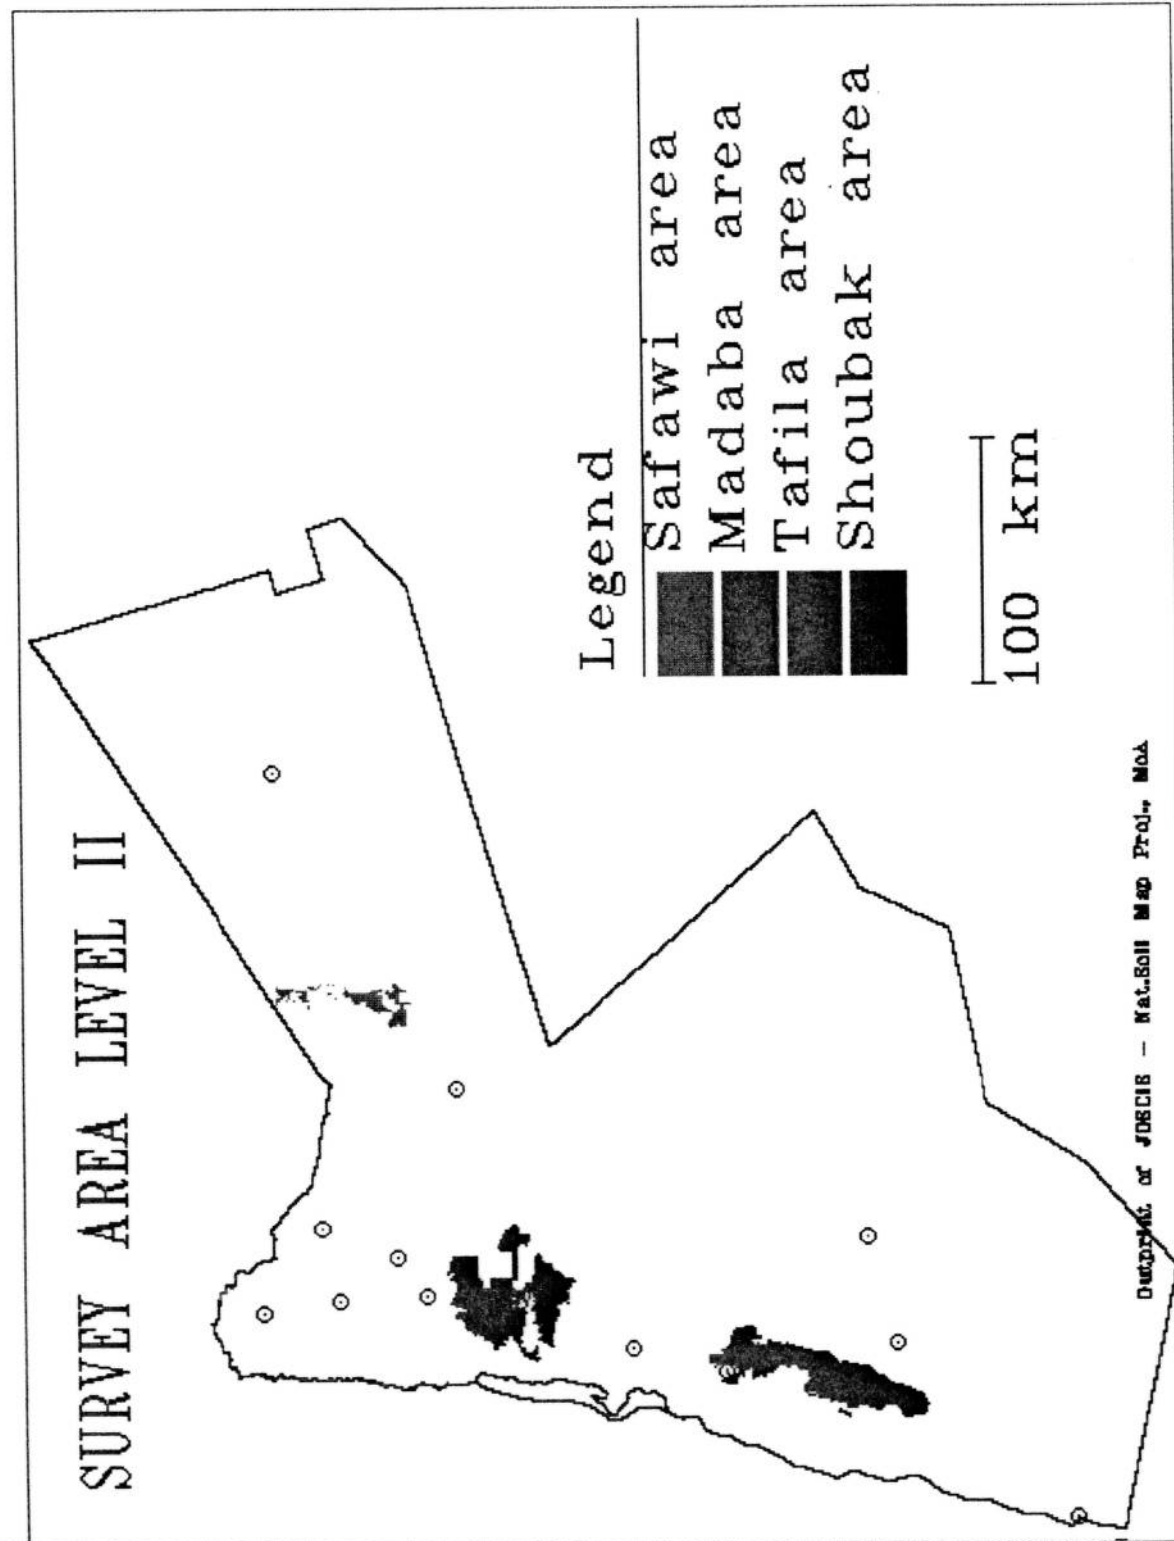 SURVEY AREA LEVEL II
Legend
Safawi area
Madaba area
Tafila area
Shoubak area
100 km
of JOSCIS - Nat.Soil Map Proj., MoA